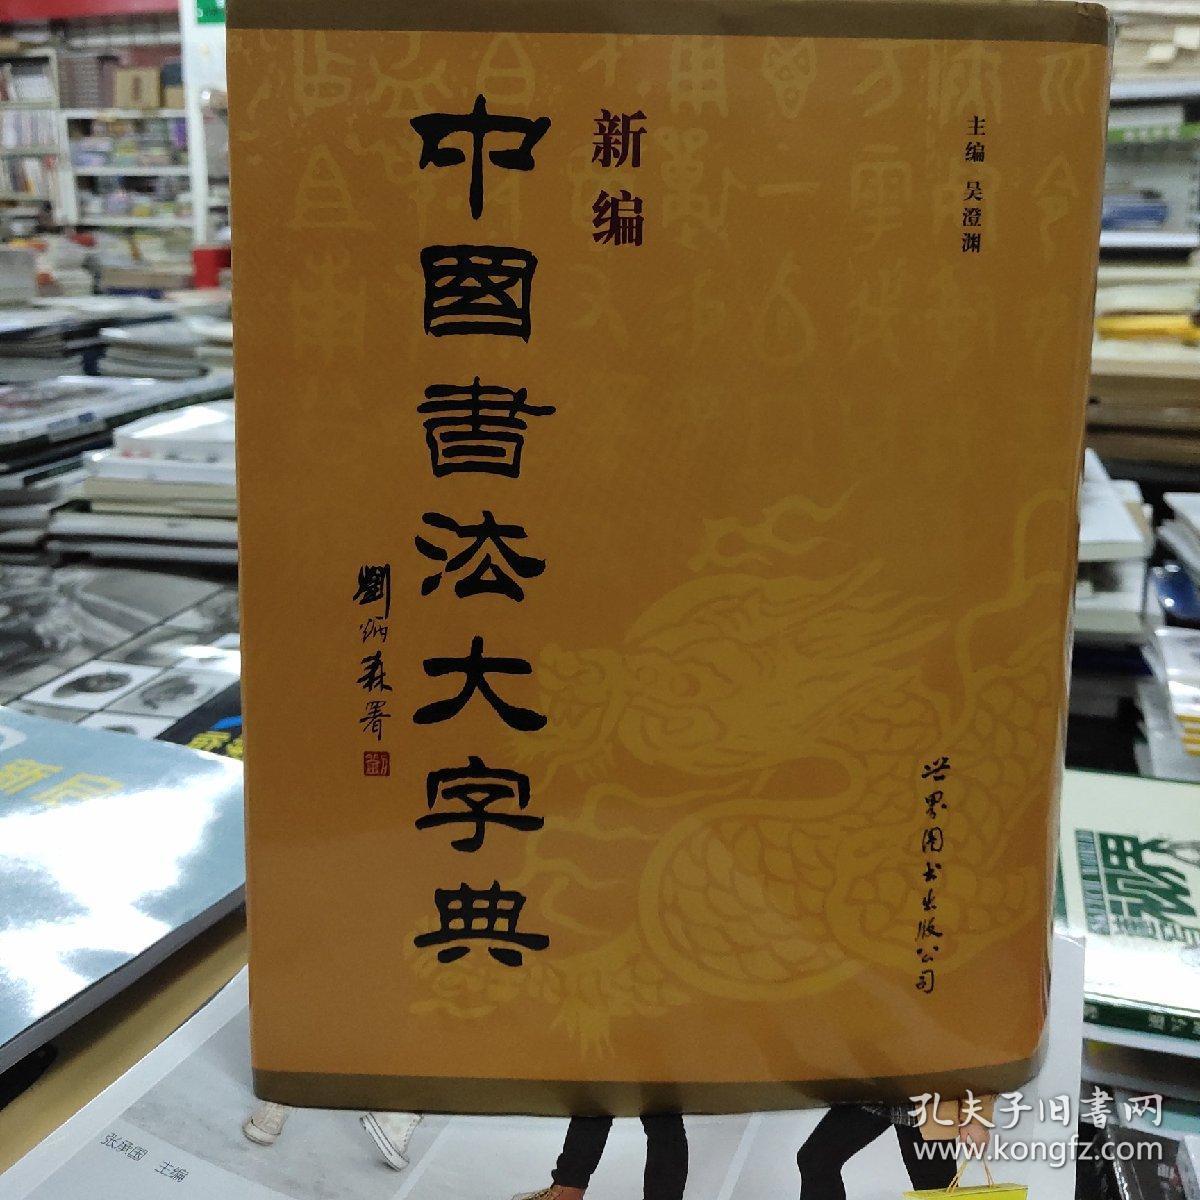 新编
中國書法大字典
主编 吴澄渊
劉炳森署
劉
世界图书出版公司
张承国 主编
孔夫子旧書网
www.kongfz.com